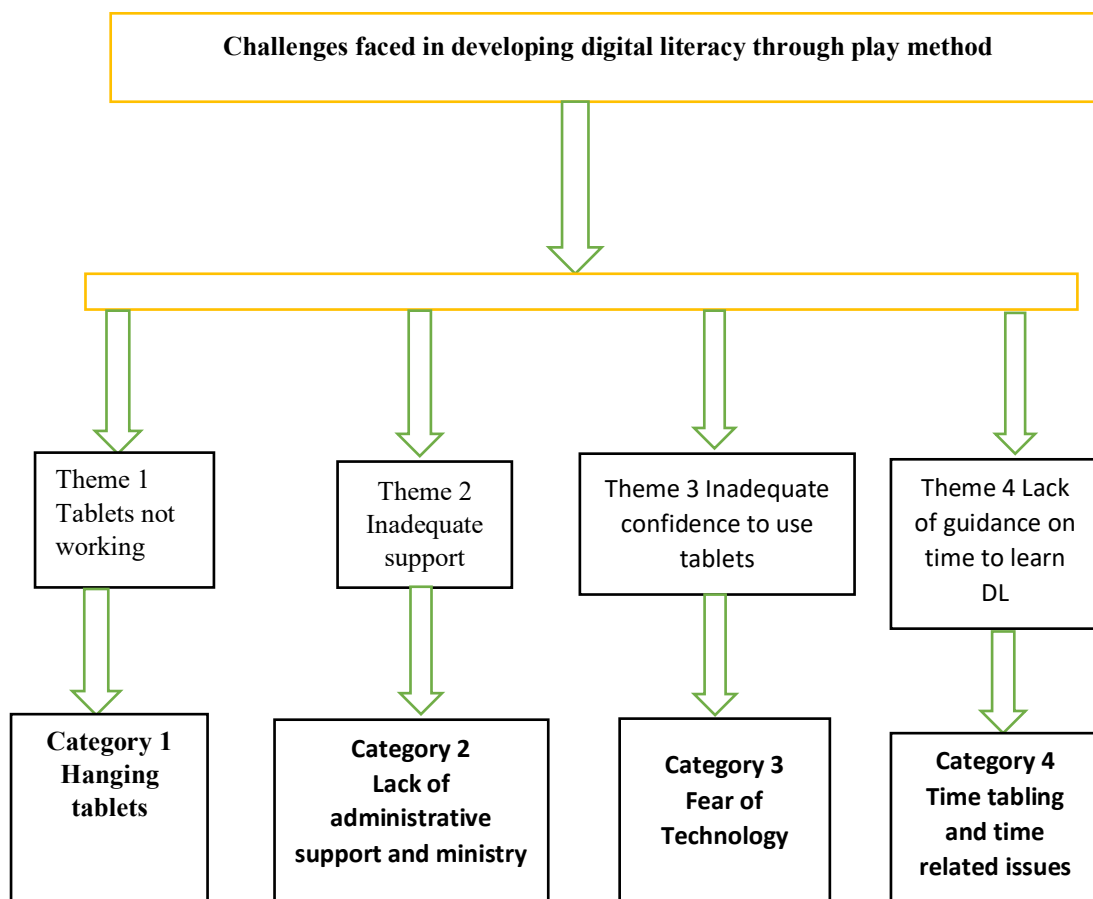 Challenges faced in developing digital literacy through play method
Theme 1
Tablets not
working
Theme 2
Inadequate
support
Theme 3 Inadequate
confidence to use
tablets
Theme 4 Lack
of guidance on
time to learn
DL
Category 1
Hanging
tablets
Category 2
Lack of
administrative
support and ministry
Category 3
Fear of
Technology
Category 4
Time tabling
and time
related issues